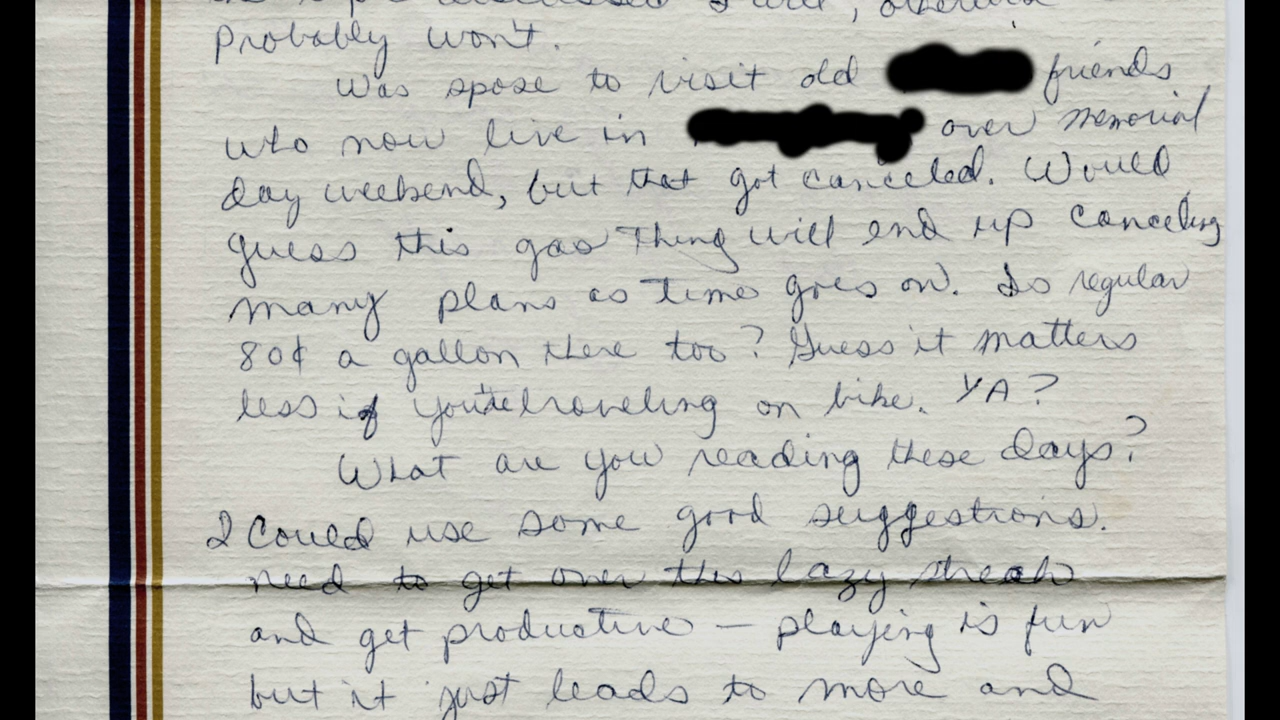 Probably won't.
Was spose to visit old friends
who now live in over Memorial
day weekend, but that got canceled. Would
guess this gas thing will end up canceling
many plans as time goes on. Is regular
80¢ a gallon there too? Guess it matters
less if you're traveling on bike. YA?
What are you reading these days?
I Could use some good suggestions.
need to get over this lazy streak
and get productive — playing is fun
but it just leads to more and